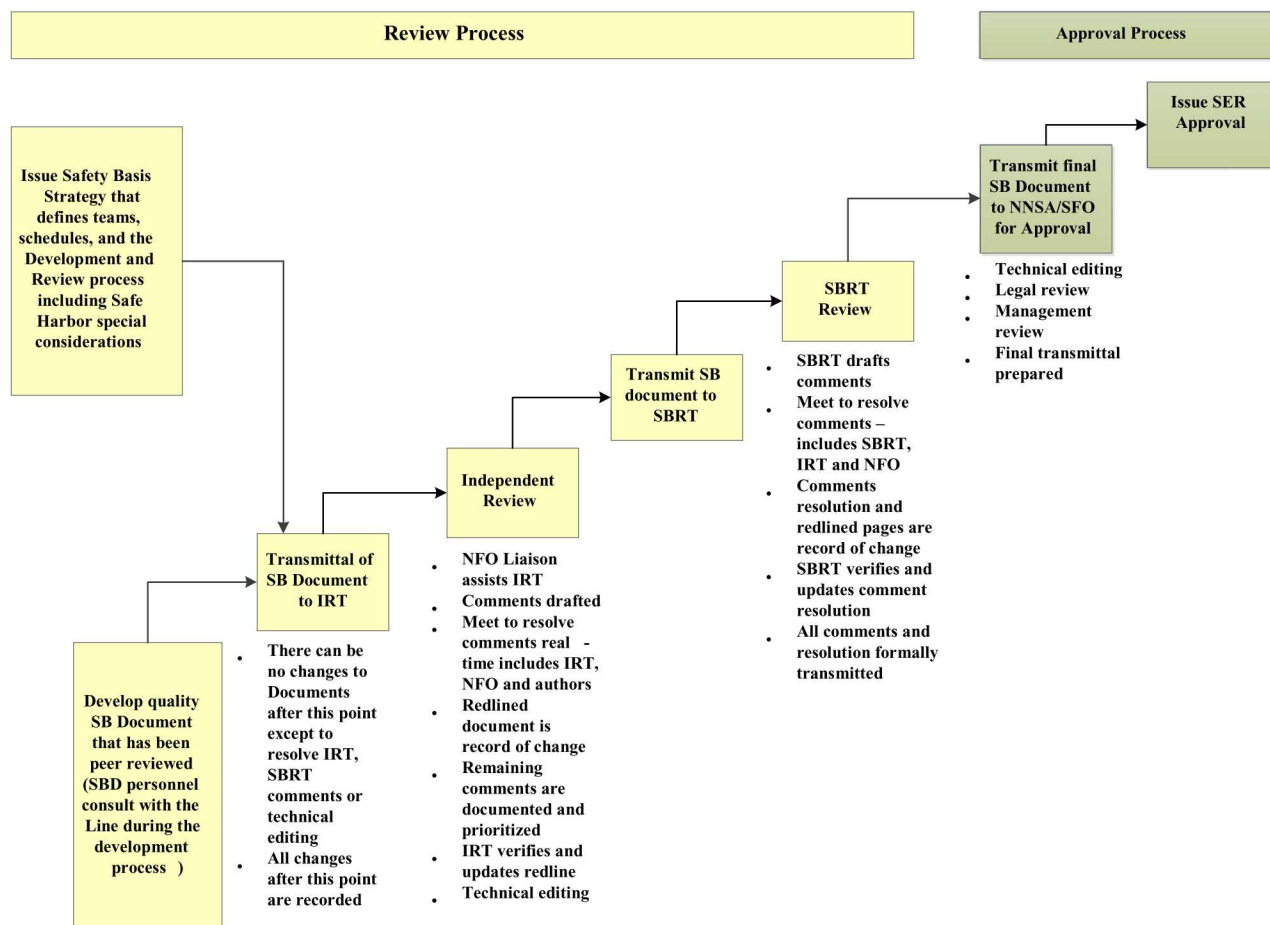 Review Process
Approval Process
Issue SER
Approval
Issue Safety Basis
Strategy that
defines teams,
schedules, and the
Development and
Review process
including Safe
Harbor special
considerations
Transmit final
SB Document
to NNSA/SFO
for Approval
• Technical editing
• Legal review
• Management
review
• Final transmittal
prepared
SBRT
Review
• SBRT drafts
comments
• Meet to resolve
comments –
includes SBRT,
IRT and NFO
• Comments
resolution and
redlined pages are
record of change
• SBRT verifies and
updates comment
resolution
• All comments and
resolution formally
transmitted
Transmit SB
document to
SBRT
Independent
Review
• NFO Liaison
assists IRT
• Comments drafted
• Meet to resolve
comments real -
time includes IRT,
NFO and authors
• Redlined
document is
record of change
• Remaining
comments are
documented and
prioritized
• IRT verifies and
updates redline
• Technical editing
Transmittal of
SB Document
to IRT
• There can be
no changes to
Documents
after this point
except to
resolve IRT,
SBRT
comments or
technical
editing
• All changes
after this point
are recorded
Develop quality
SB Document
that has been
peer reviewed
(SBD personnel
consult with the
Line during the
development
process )